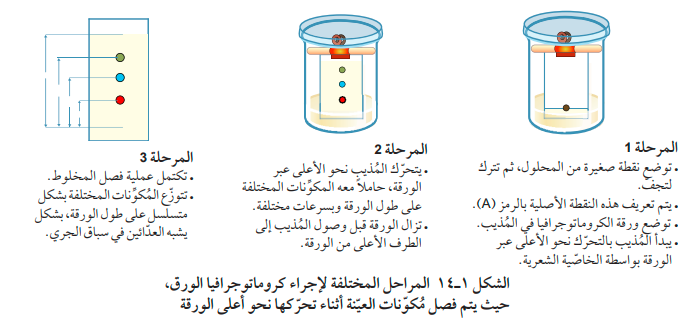 المرحلة 1
• توضع نقطة صغيرة من المحلول، ثم تترك
لتجفّ.
• يتم تعريف هذه النقطة الأصلية بالرمز (A).
• توضع ورقة الكروماتوجرافيا في المُذيب.
• يبدأ المُذيب بالتحرّك نحو الأعلى عبر
الورقة بواسطة الخاصّية الشعرية.
المرحلة 2
• يتحرّك المُذيب نحو الأعلى عبر
الورقة، حاملاً معه المكوِّنات المختلفة
على طول الورقة وبسرعات مختلفة.
• تزال الورقة قبل وصول المُذيب إلى
الطرف الأعلى من الورقة.
المرحلة 3
• تكتمل عملية فصل المخلوط.
• تتوزّع المُكوِّنات المختلفة بشكل
متسلسل على طول الورقة، بشكل
يشبه العدّائين في سباق الجري.
الشكل ١-١٤ المراحل المختلفة لإجراء كروماتوجرافيا الورق،
حيث يتم فصل مُكوّنات العيّنة أثناء تحرّكها نحو أعلى الورقة